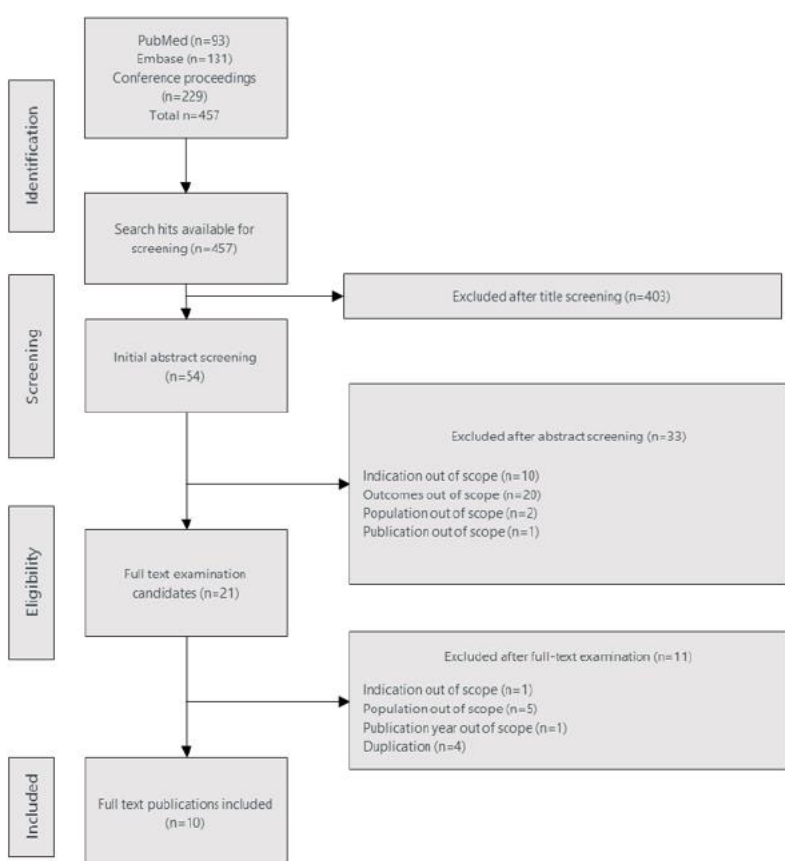 PubMed (n=93)
Embase (n=131)
Conference proceedings
(n=229)
Total n=457
Identification
Search hits available for
screening (n=457)
Excluded after title screening (n=403)
Screening
Initial abstract screening
(n=54)
Excluded after abstract screening (n=33)
Indication out of scope (n=10)
Outcomes out of scope (n=20)
Population out of scope (n=2)
Publication out of scope (n=1)
Eligibility
Full text examination
candidates (n=21)
Excluded after full-text examination (n=11)
Indication out of scope (n=1)
Population out of scope (n=5)
Publication year out of scope (n=1)
Duplication (n=4)
Included
Full text publications included
(n=10)